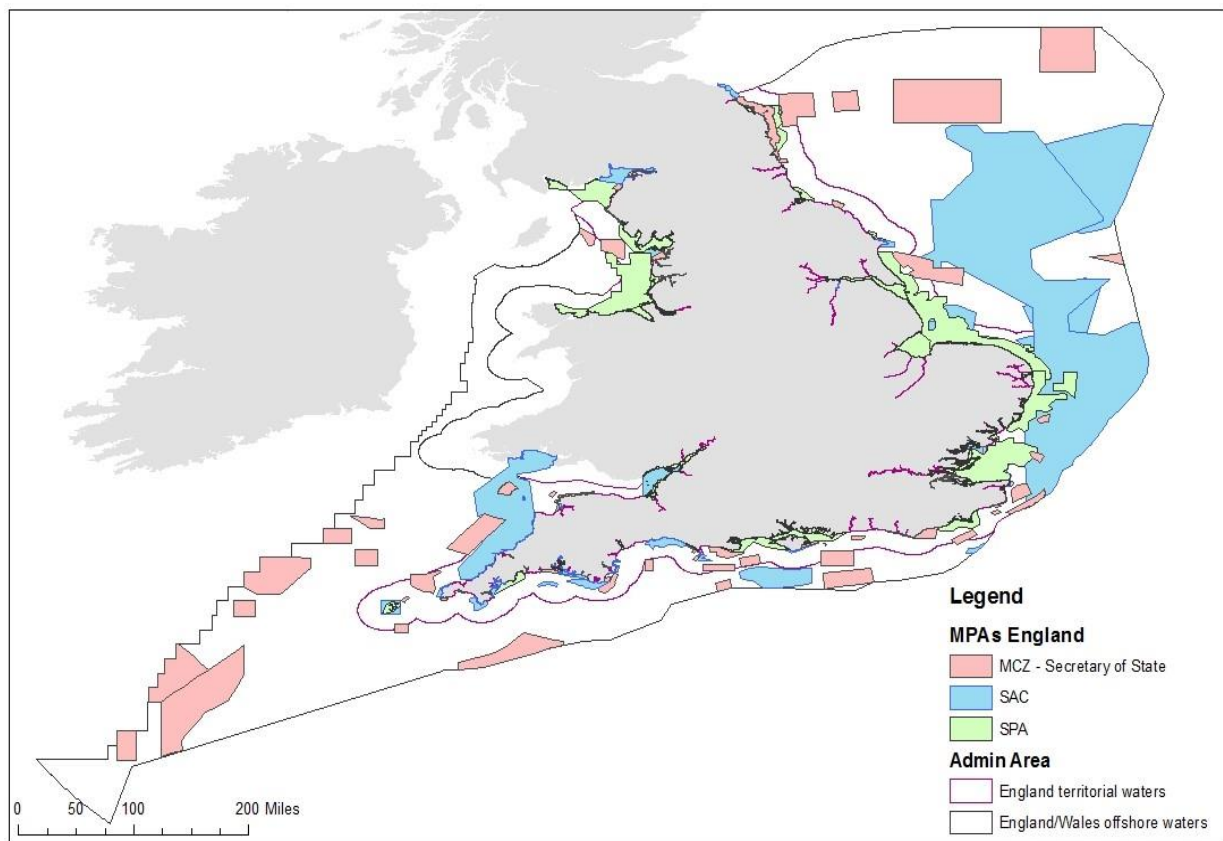 Legend
MPAs England
MCZ - Secretary of State
SAC
SPA
Admin Area
England territorial waters
England/Wales offshore waters
0 50 100 200 Miles